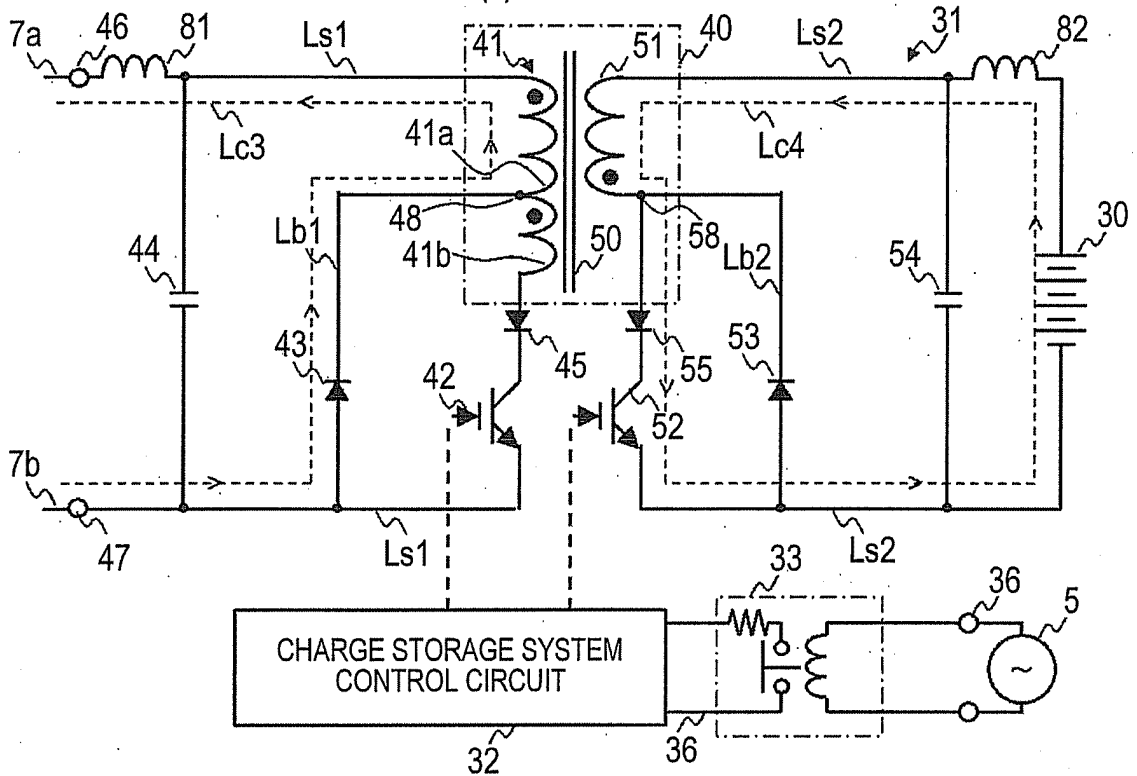 7a 46 81 Ls1 41 51 40 Ls2 31 82
Lc3 41a Lc4
48 58 30
Lb1 41b 50 Lb2
44 54
43 45 55 53
42 52
7b
47 Ls1 Ls2
33 36 5
CHARGE STORAGE SYSTEM
CONTROL CIRCUIT
~
32 36